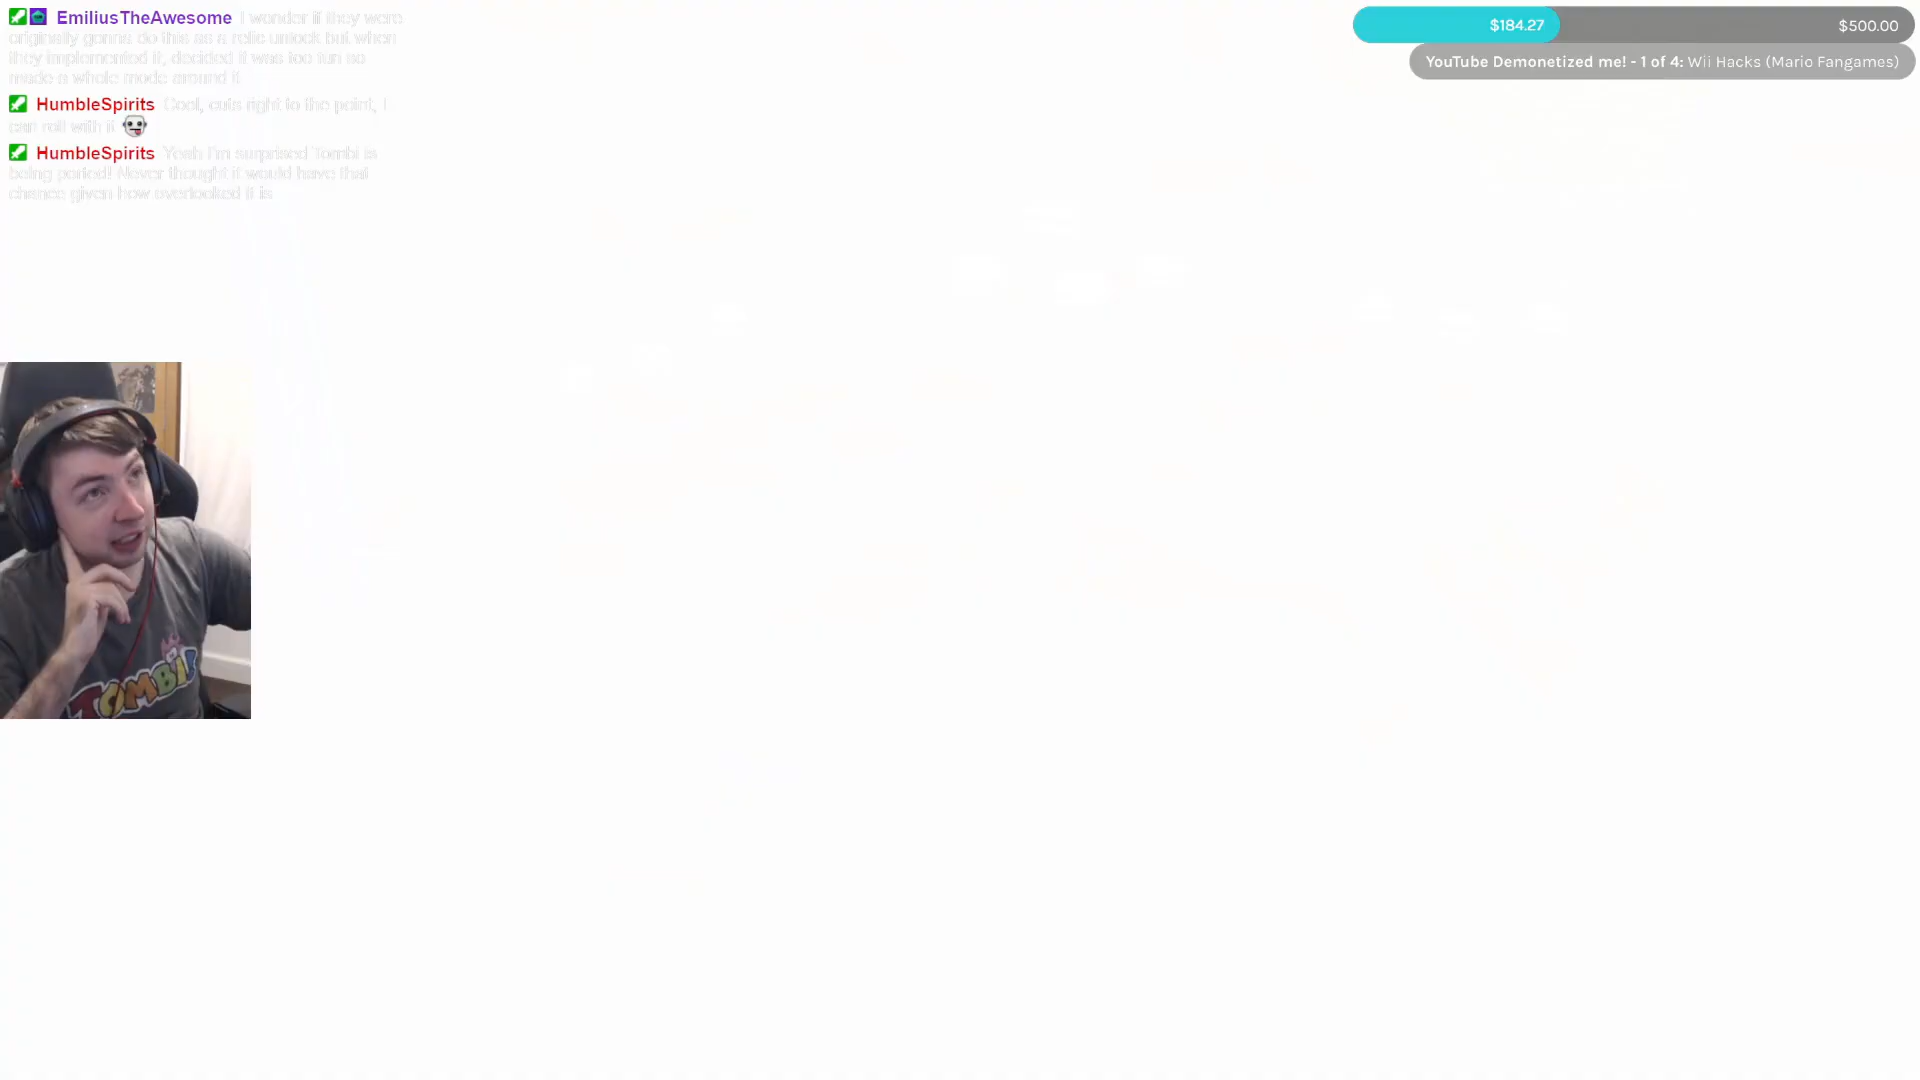 EmiliusTheAwesome I wonder if they were
originally gonna do this as a relic unlock but when
they implemented it, decided it was too fun so
made a whole mode around it
HumbleSpirits Cool, cuts right to the point, I
can roll with it
HumbleSpirits Yeah I'm surprised Tombi is
being ported! Never thought it would have that
chance given how overlooked it is
$184.27 $500.00
YouTube Demonetized me! - 1 of 4: Wii Hacks (Mario Fangames)
TOMBI!